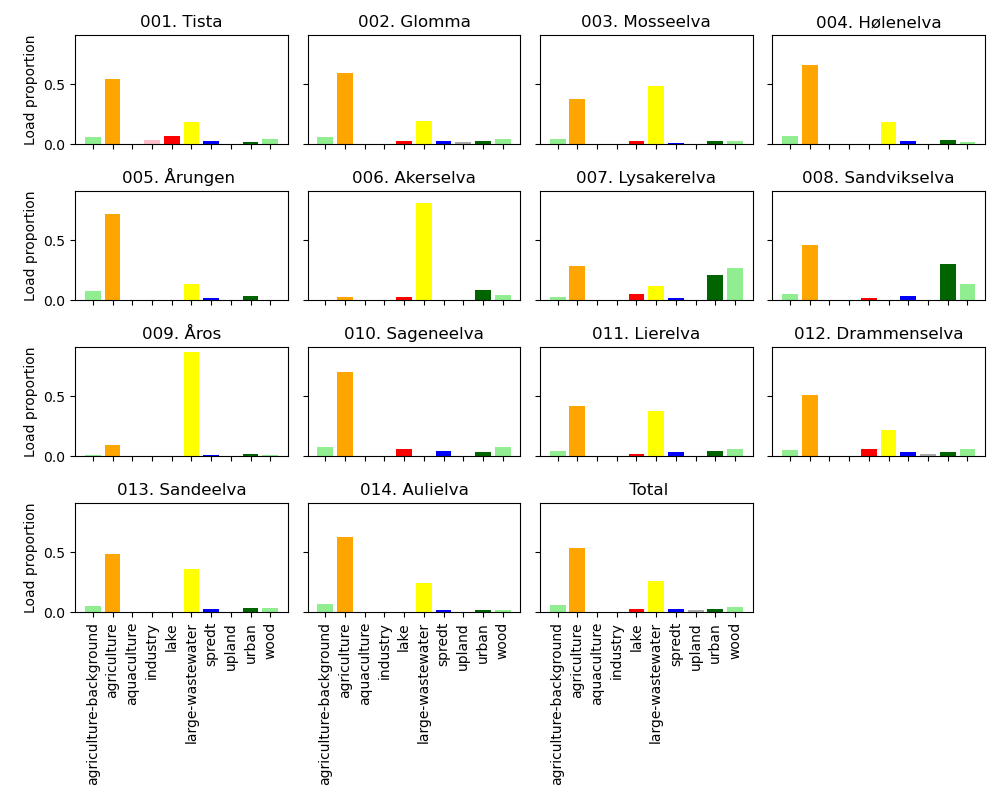 001. Tista
002. Glomma
003. Mosseelva
004. Hølenelva
Load proportion
0.5
0.0
005. Årungen
006. Akerselva
007. Lysakerelva
008. Sandvikselva
Load proportion
0.5
0.0
009. Åros
010. Sageneelva
011. Lierelva
012. Drammenselva
Load proportion
0.5
0.0
013. Sandeelva
014. Aulielva
Total
Load proportion
0.5
0.0
agriculture-background
agriculture
aquaculture
industry
lake
large-wastewater
spredt
upland
urban
wood
agriculture-background
agriculture
aquaculture
industry
lake
large-wastewater
spredt
upland
urban
wood
agriculture-background
agriculture
aquaculture
industry
lake
large-wastewater
spredt
upland
urban
wood